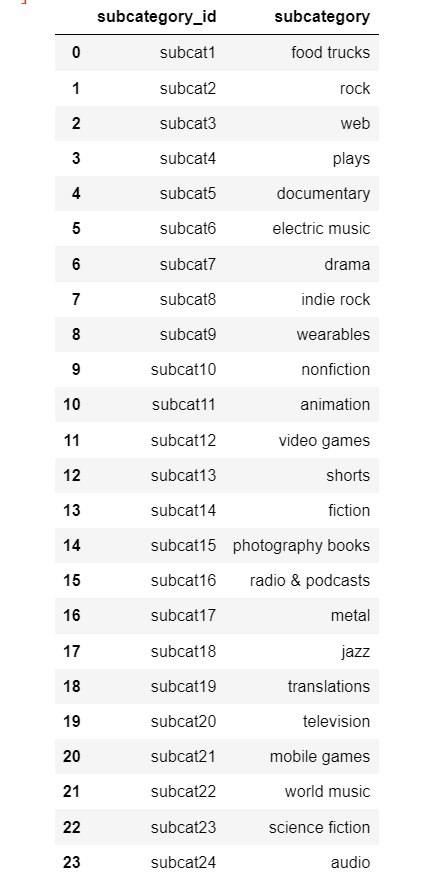 subcategory_id subcategory
0 subcat1 food trucks
1 subcat2 rock
2 subcat3 web
3 subcat4 plays
4 subcat5 documentary
5 subcat6 electric music
6 subcat7 drama
7 subcat8 indie rock
8 subcat9 wearables
9 subcat10 nonfiction
10 subcat11 animation
11 subcat12 video games
12 subcat13 shorts
13 subcat14 fiction
14 subcat15 photography books
15 subcat16 radio & podcasts
16 subcat17 metal
17 subcat18 jazz
18 subcat19 translations
19 subcat20 television
20 subcat21 mobile games
21 subcat22 world music
22 subcat23 science fiction
23 subcat24 audio